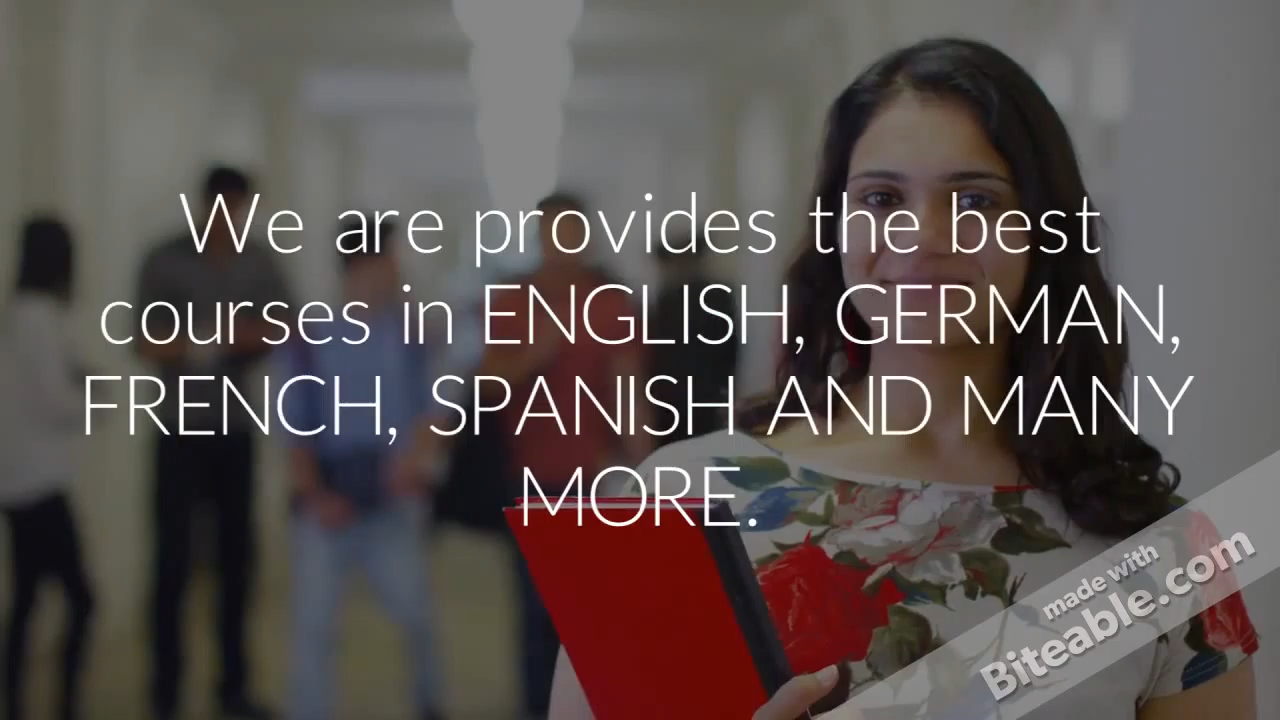 We are provides the best
courses in ENGLISH, GERMAN,
FRENCH, SPANISH AND MANY
MORE.
made with
Biteable.com